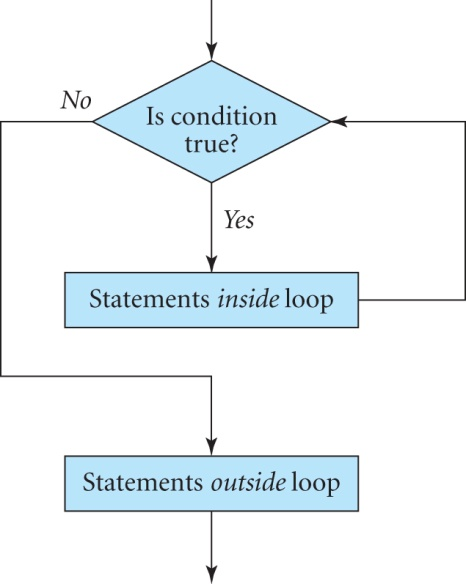 No
Is condition
true?
Yes
Statements inside loop
Statements outside loop